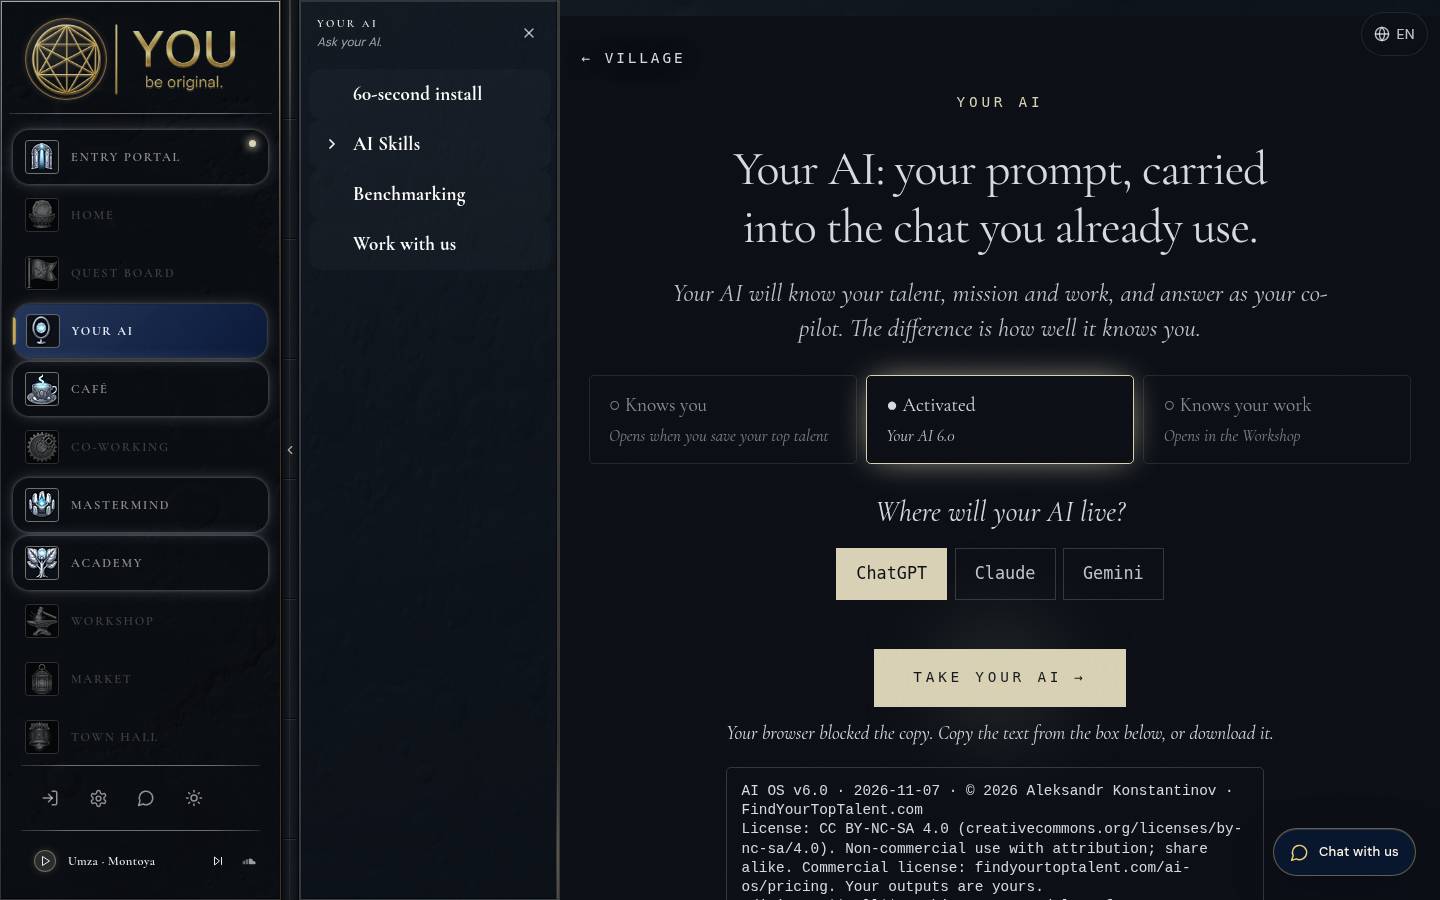 YOU
be original.
ENTRY PORTAL
HOME
QUEST BOARD
YOUR AI
CAFÉ
CO-WORKING
MASTERMIND
ACADEMY
WORKSHOP
MARKET
TOWN HALL
Umza - Montoya
YOUR AI
Ask your AI.
60-second install
AI Skills
Benchmarking
Work with us
← VILLAGE
EN
YOUR AI
Your AI: your prompt, carried
into the chat you already use.
Your AI will know your talent, mission and work, and answer as your co-
pilot. The difference is how well it knows you.
○ Knows you
Opens when you save your top talent
● Activated
Your AI 6.0
○ Knows your work
Opens in the Workshop
Where will your AI live?
ChatGPT
Claude
Gemini
TAKE YOUR AI →
Your browser blocked the copy. Copy the text from the box below, or download it.
AI OS v6.0 · 2026-11-07 · © 2026 Aleksandr Konstantinov ·
FindYourTopTalent.com
License: CC BY-NC-SA 4.0 (creativecommons.org/licenses/by-
nc-sa/4.0). Non-commercial use with attribution; share
alike. Commercial license: findyourtoptalent.com/ai-
os/pricing. Your outputs are yours.
Chat with us